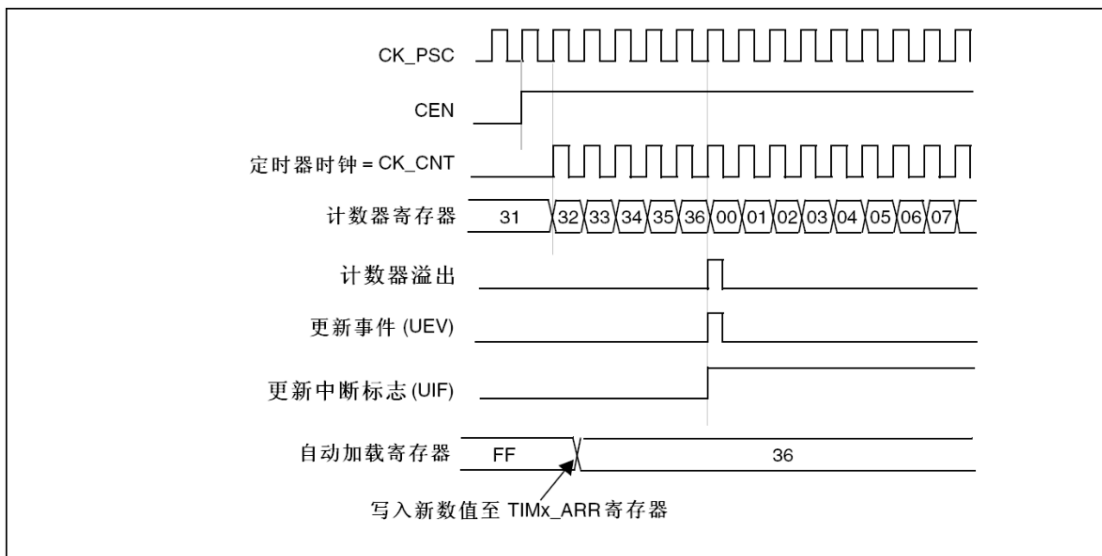 CK_PSC
CEN
定时器时钟 = CK_CNT
计数器寄存器 31 32 33 34 35 36 00 01 02 03 04 05 06 07
计数器溢出
更新事件 (UEV)
更新中断标志 (UIF)
自动加载寄存器 FF 36
写入新数值至 TIMx_ARR 寄存器